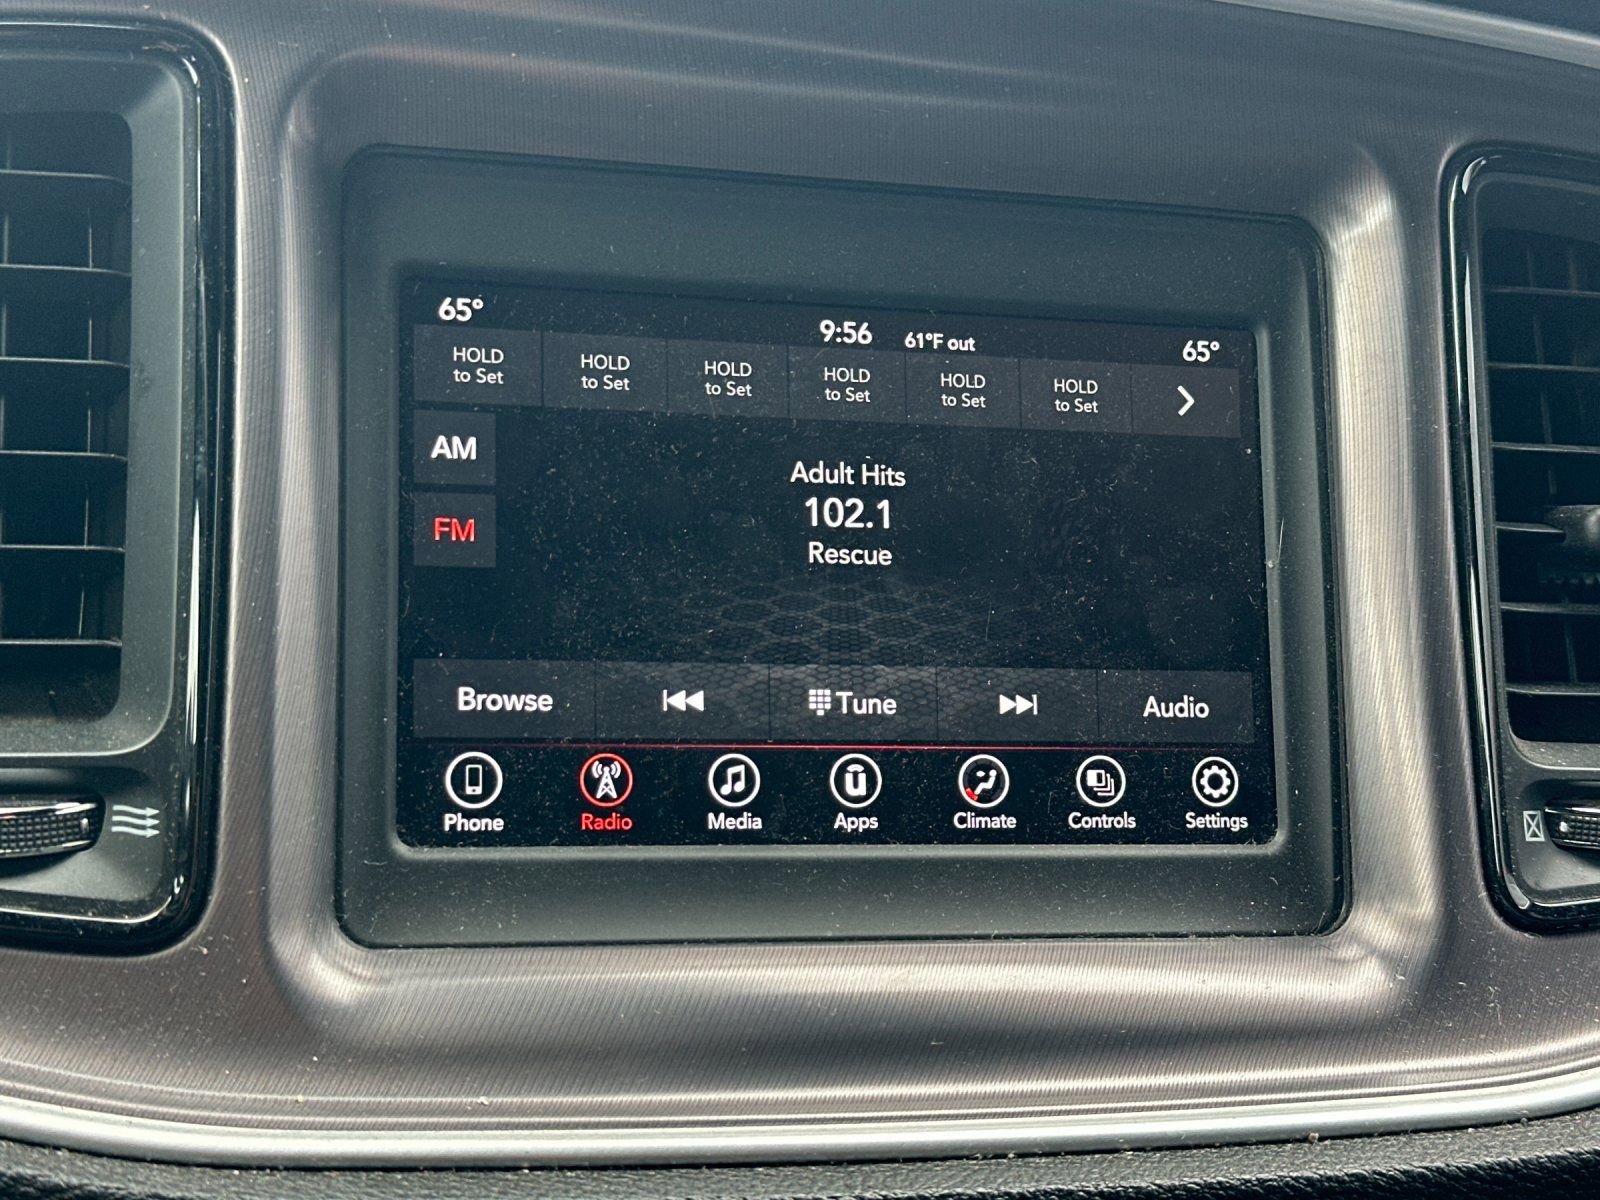 65°
9:56
61°F out
65°
HOLD
to Set
HOLD
to Set
HOLD
to Set
HOLD
to Set
HOLD
to Set
HOLD
to Set
AM
FM
Adult Hits
102.1
Rescue
Browse
Tune
Audio
Phone
Radio
Media
Apps
Climate
Controls
Settings